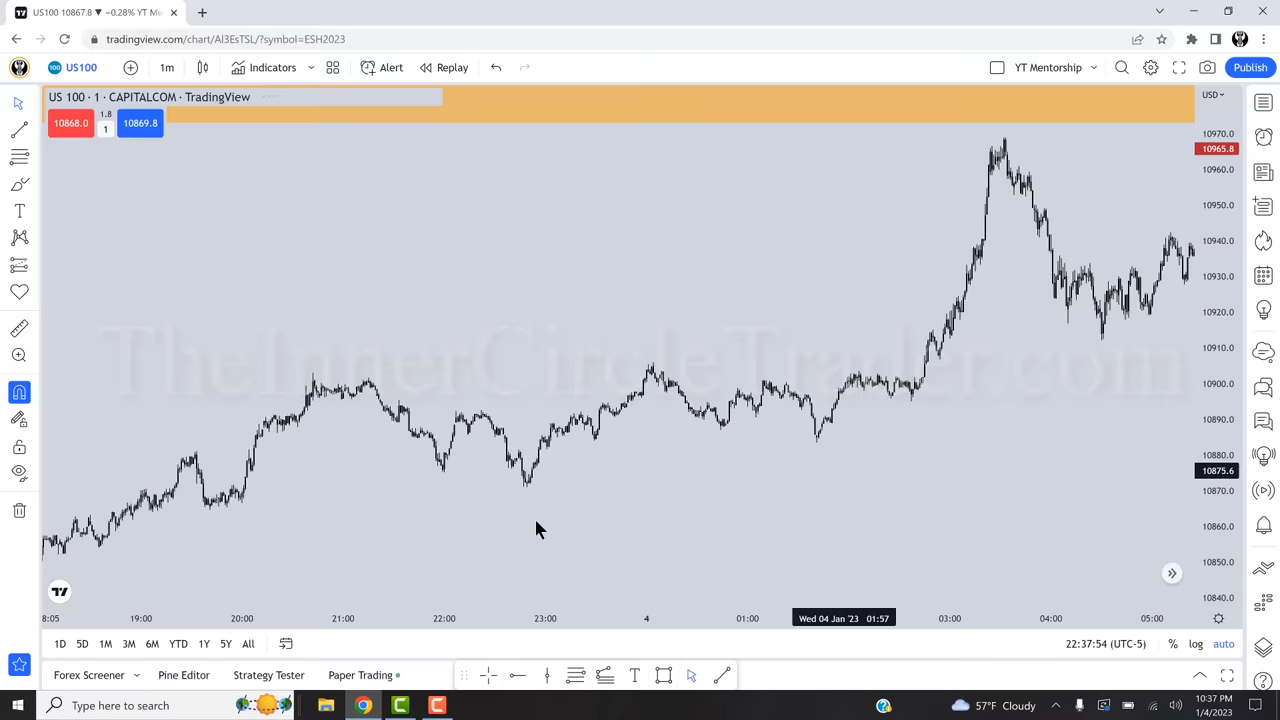 US100 10867.8 ▼ −0.28% YT Me
tradingview.com/chart/AI3EsTSL/?symbol=ESH2023
US100
1m
Indicators
Alert
Replay
YT Mentorship
Publish
US 100 · 1 · CAPITALCOM · TradingView
USD
10868.0
1.8
1
10869.8
10970.0
10965.8
10960.0
10950.0
10940.0
10930.0
10920.0
10910.0
10900.0
10890.0
10880.0
10875.6
10870.0
10860.0
10850.0
10840.0
TheInnerCircleTrader.com
8:05
19:00
20:00
21:00
22:00
23:00
4
01:00
Wed 04 Jan '23 01:57
03:00
04:00
05:00
1D 5D 1M 3M 6M YTD 1Y 5Y All
22:37:54 (UTC-5)
% log auto
Forex Screener
Pine Editor
Strategy Tester
Paper Trading
Type here to search
57°F Cloudy
10:37 PM
1/4/2023